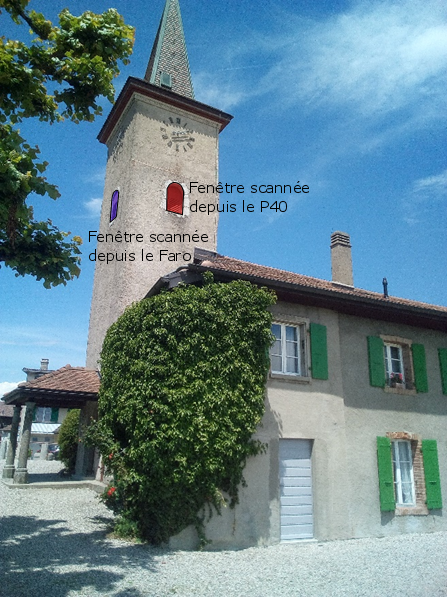 Fenêtre scannée
depuis le P40
Fenêtre scannée
depuis le Faro